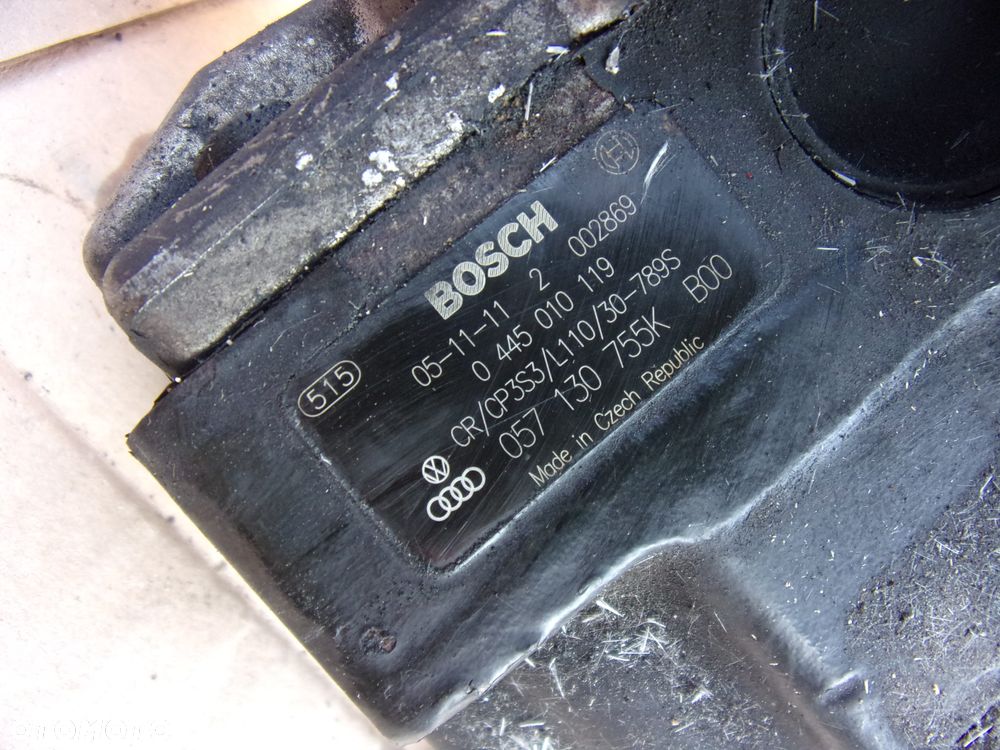 BOSCH
515
05-11-11 2 002869
0 445 010 119
CR/CP3S3/L110/30-789S
057 130 755K B00
Made in Czech Republic